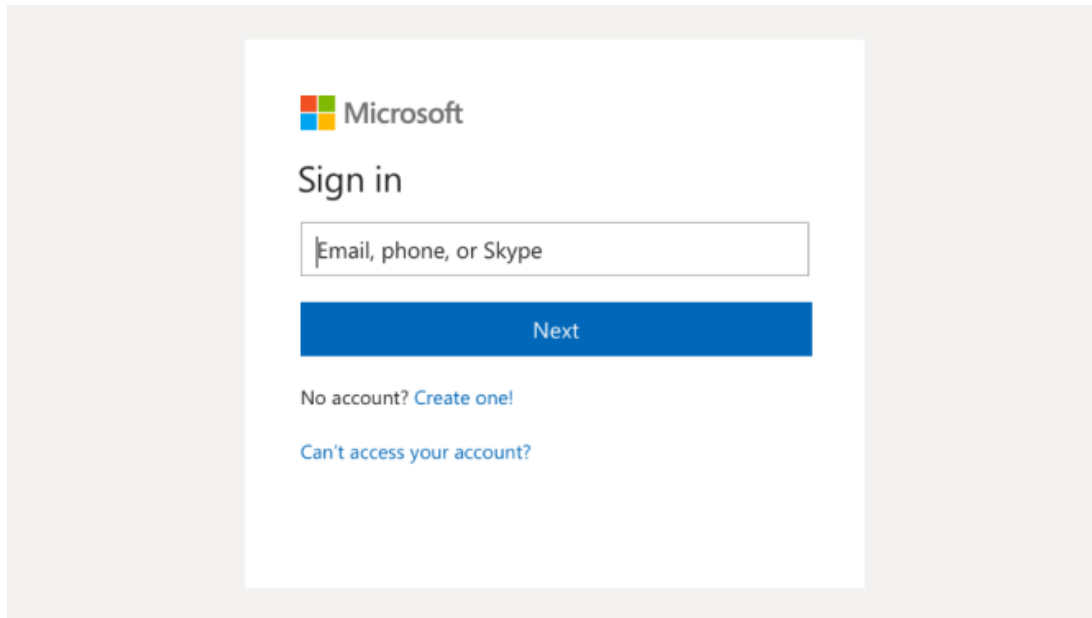 Microsoft
Sign in
Email, phone, or Skype
Next
No account? Create one!
Can't access your account?